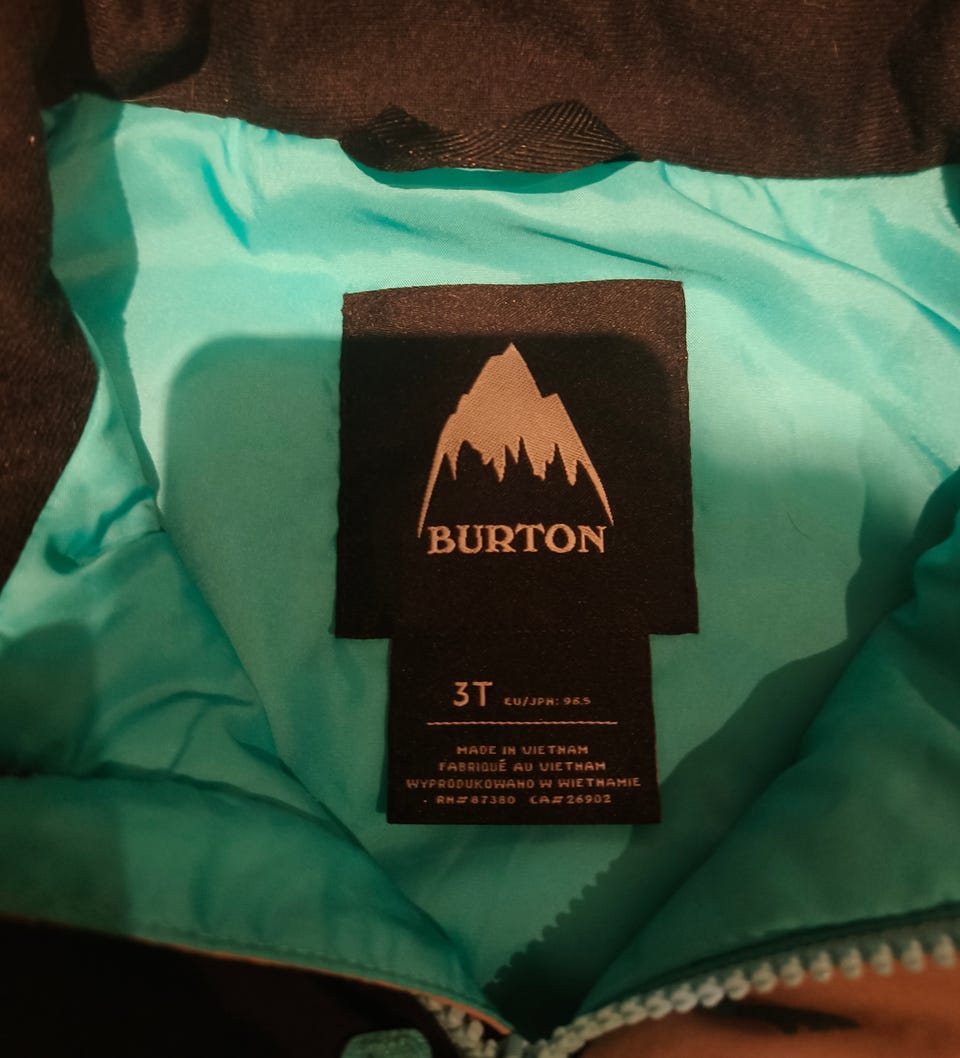 BURTON
3T EU/JPN: 96.5
MADE IN VIETNAM
FABRIQUÉ AU VIETNAM
WYPRODUKOWANO W WIETNAMIE
RN# 87380 CA# 26902